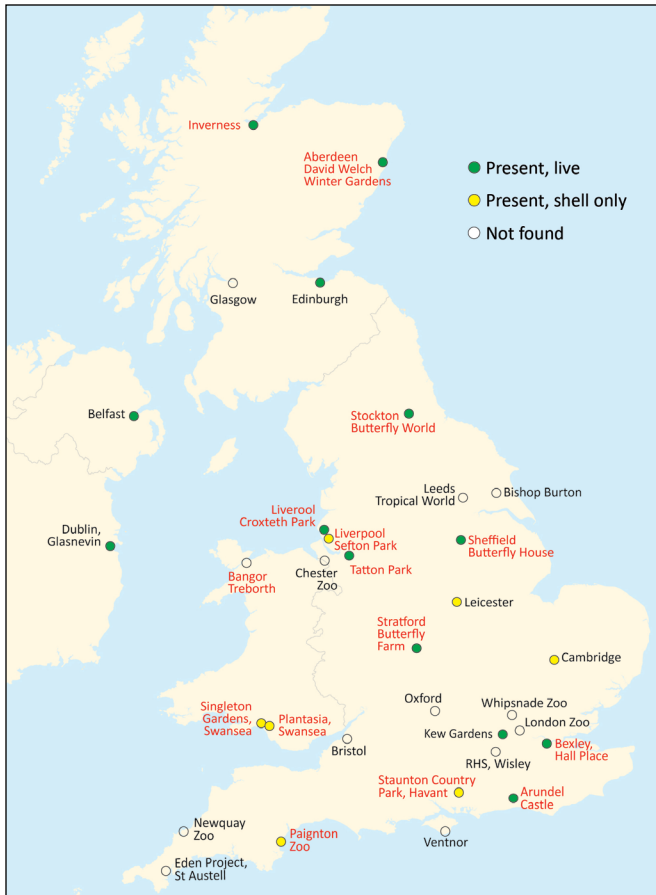 Inverness
Aberdeen
David Welch
Winter Gardens
Present, live
Present, shell only
Not found
Glasgow
Edinburgh
Belfast
Stockton
Butterfly World
Leeds
Tropical World
Bishop Burton
Liverool
Croxteth Park
Liverpool
Sefton Park
Dublin,
Glasnevin
Sheffield
Butterfly House
Tatton Park
Bangor
Treborth
Chester
Zoo
Leicester
Stratford
Butterfly
Farm
Cambridge
Singleton
Gardens,
Swansea
Plantasia,
Swansea
Oxford
Whipsnade Zoo
London Zoo
Kew Gardens
Bristol
Bexley,
Hall Place
RHS, Wisley
Staunton Country
Park, Havant
Arundel
Castle
Newquay
Zoo
Paignton
Zoo
Ventnor
Eden Project,
St Austell